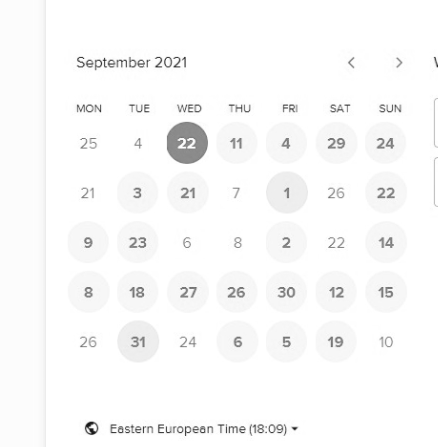 September 2021 < >
MON TUE WED THU FRI SAT SUN
25 4 22 11 4 29 24
21 3 21 7 1 26 22
9 23 6 8 2 22 14
8 18 27 26 30 12 15
26 31 24 6 5 19 10
Eastern European Time (18:09)